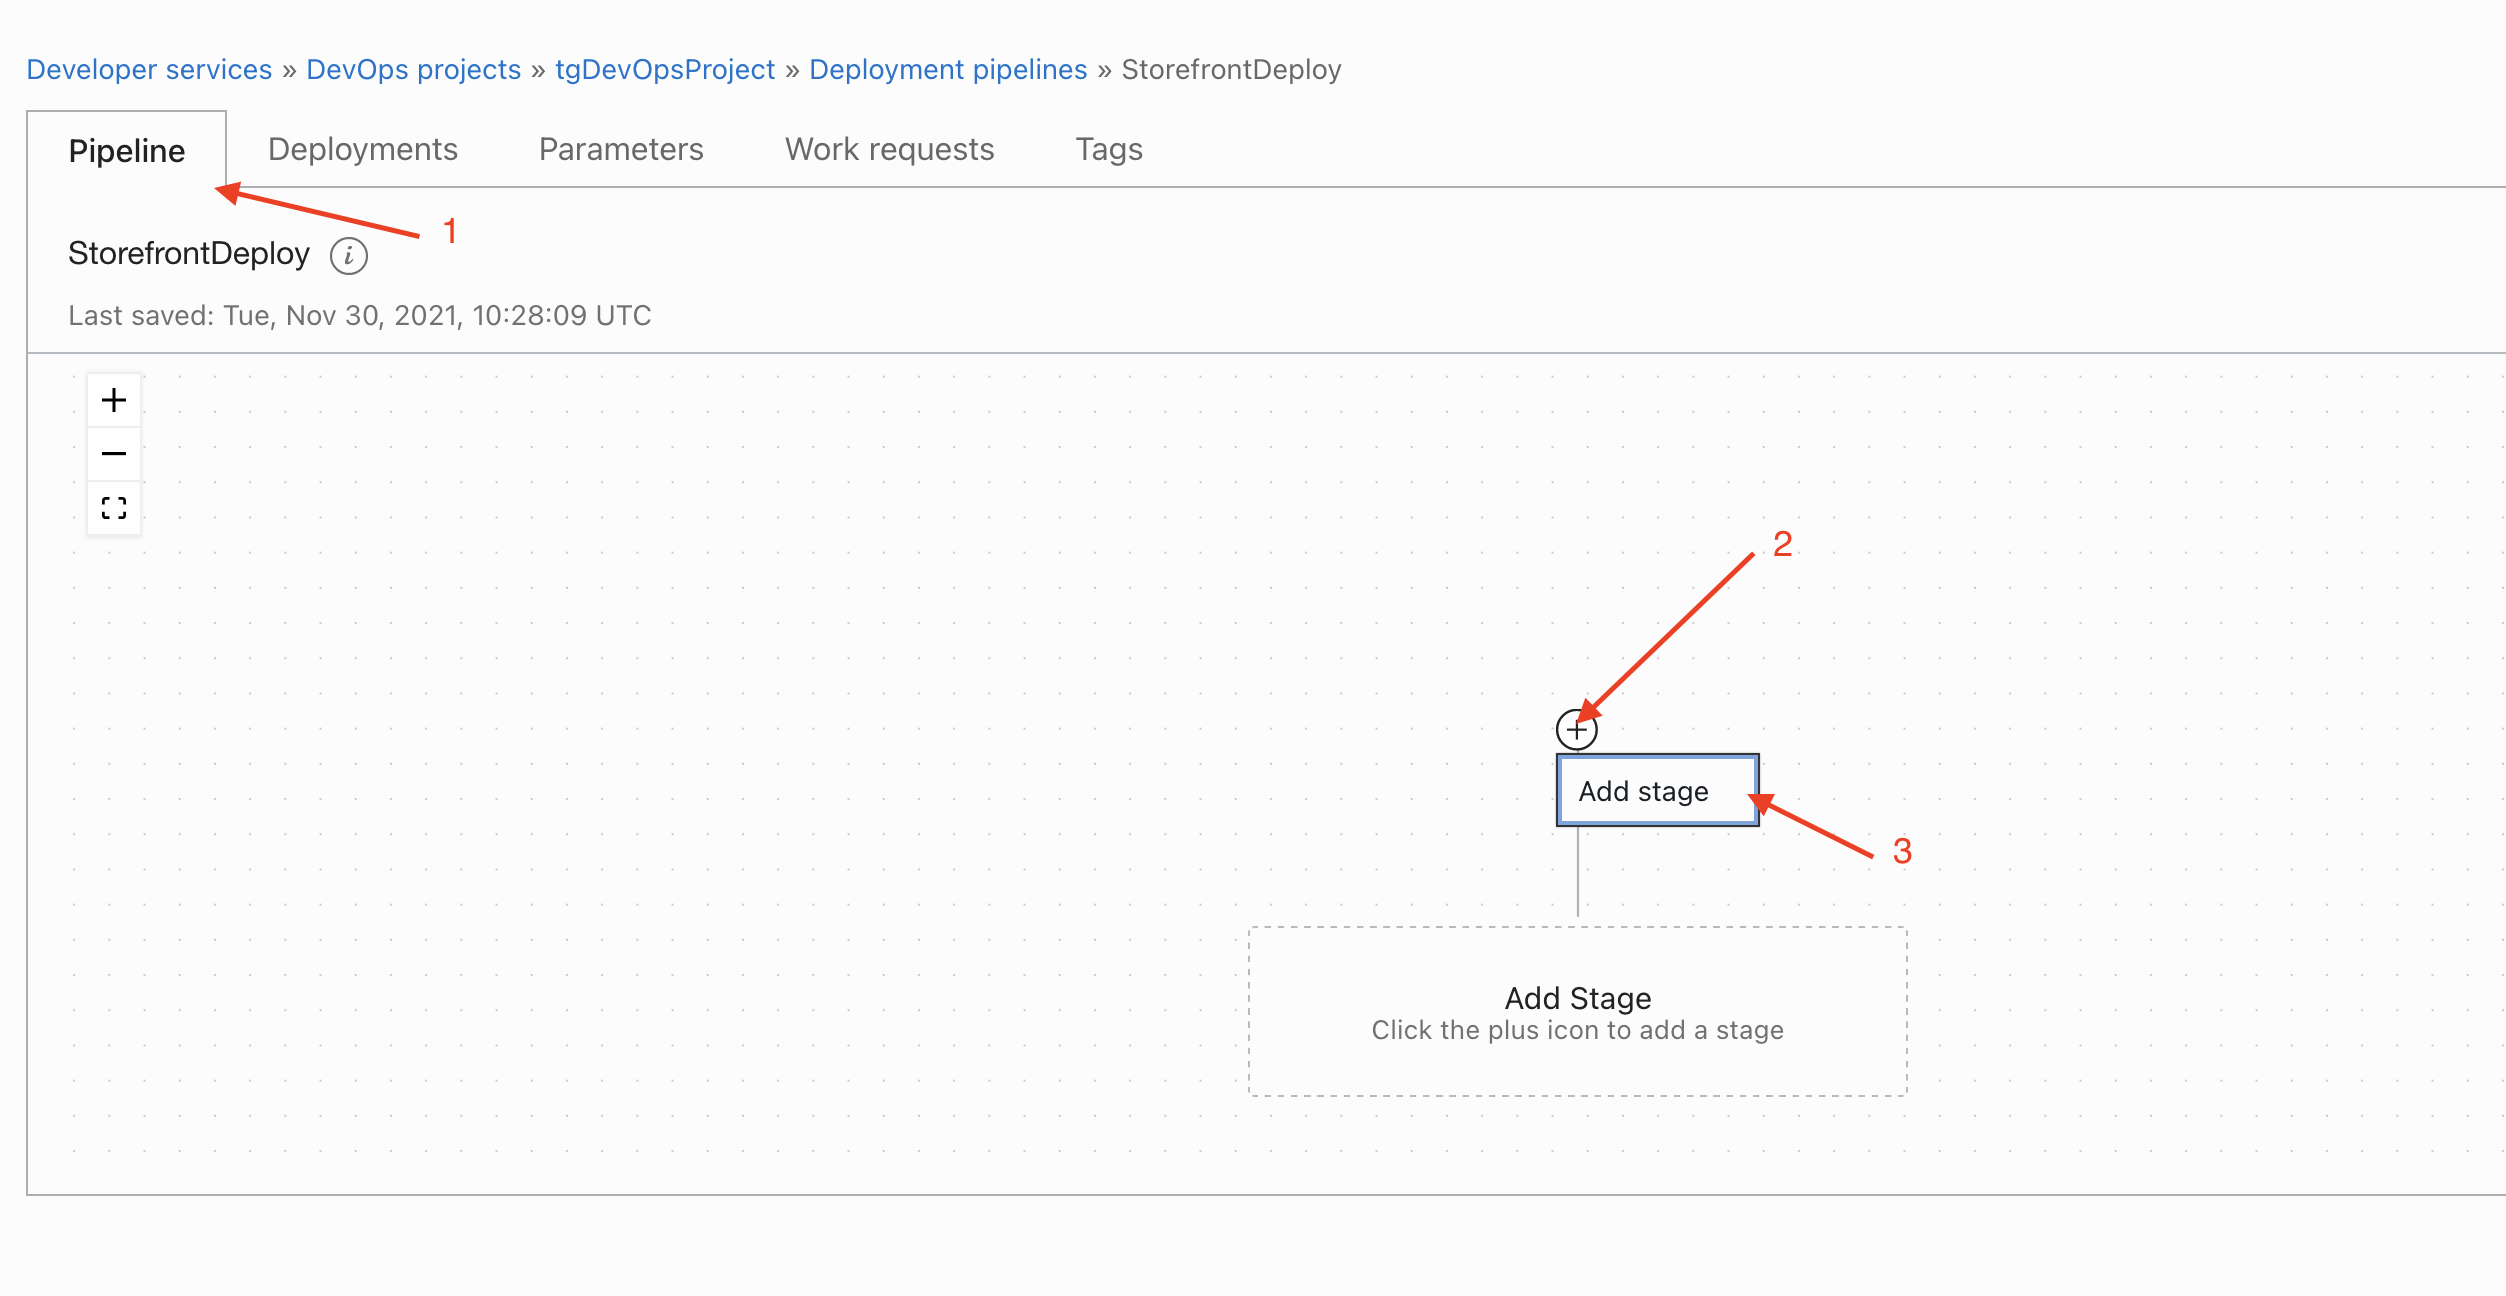 Developer services » DevOps projects » tgDevOpsProject » Deployment pipelines » StorefrontDeploy
Pipeline Deployments Parameters Work requests Tags
1
StorefrontDeploy i
Last saved: Tue, Nov 30, 2021, 10:28:09 UTC
2
Add stage
3
Add Stage
Click the plus icon to add a stage